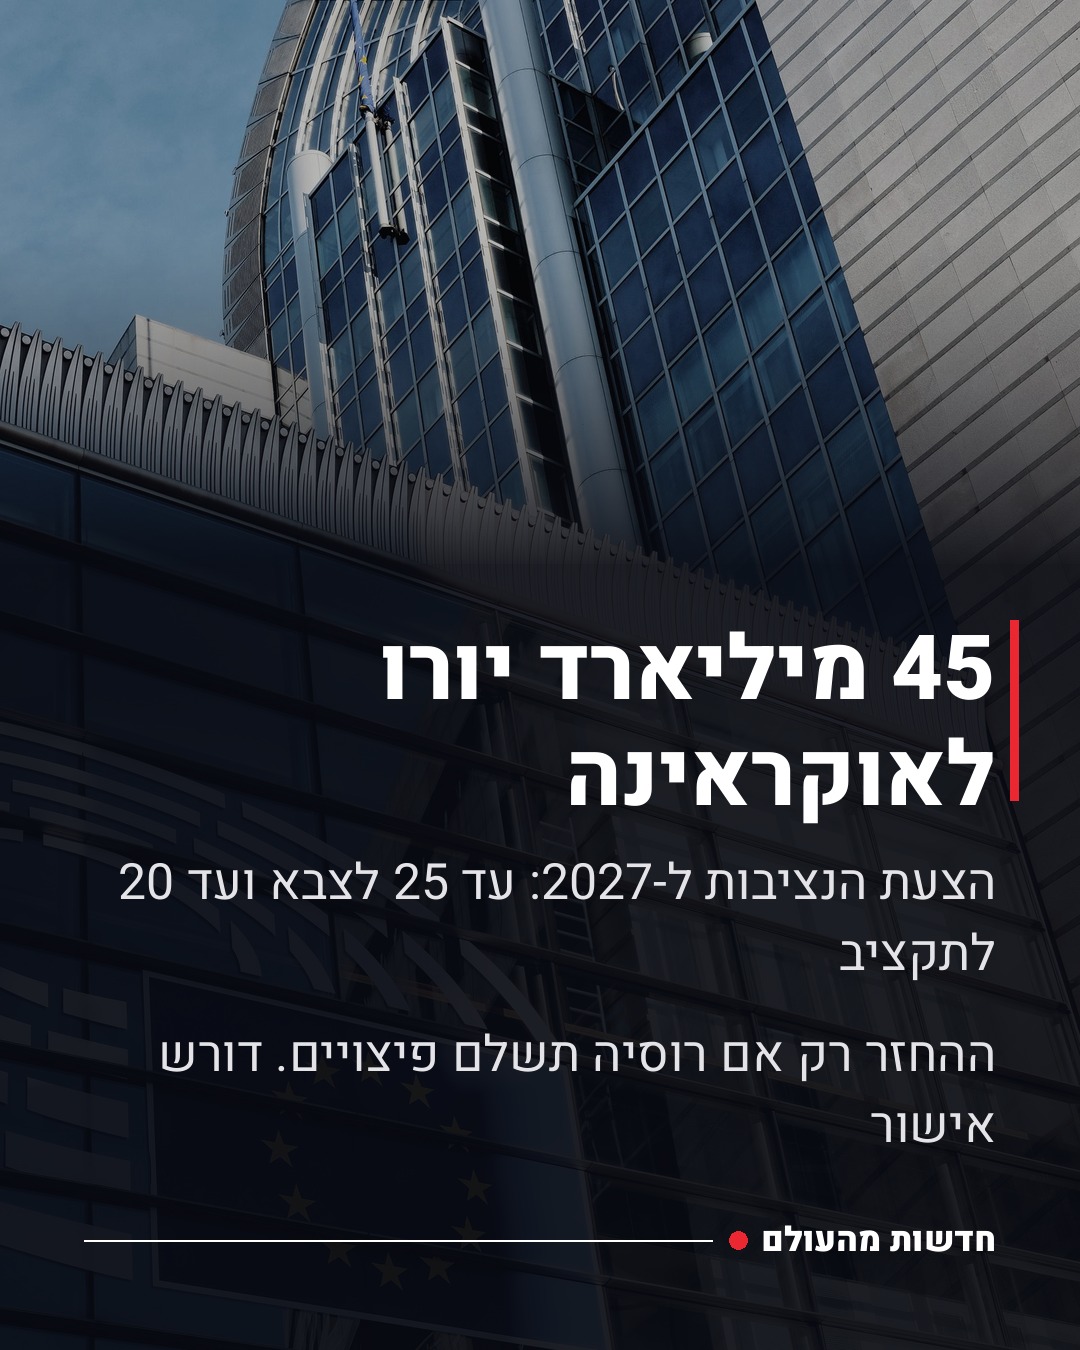 45 מיליארד יורו
לאוקראינה
הצעת הנציבות ל-2027: עד 25 לצבא ועד 20
לתקציב
ההחזר רק אם רוסיה תשלם פיצויים. דורש
אישור
חדשות מהעולם